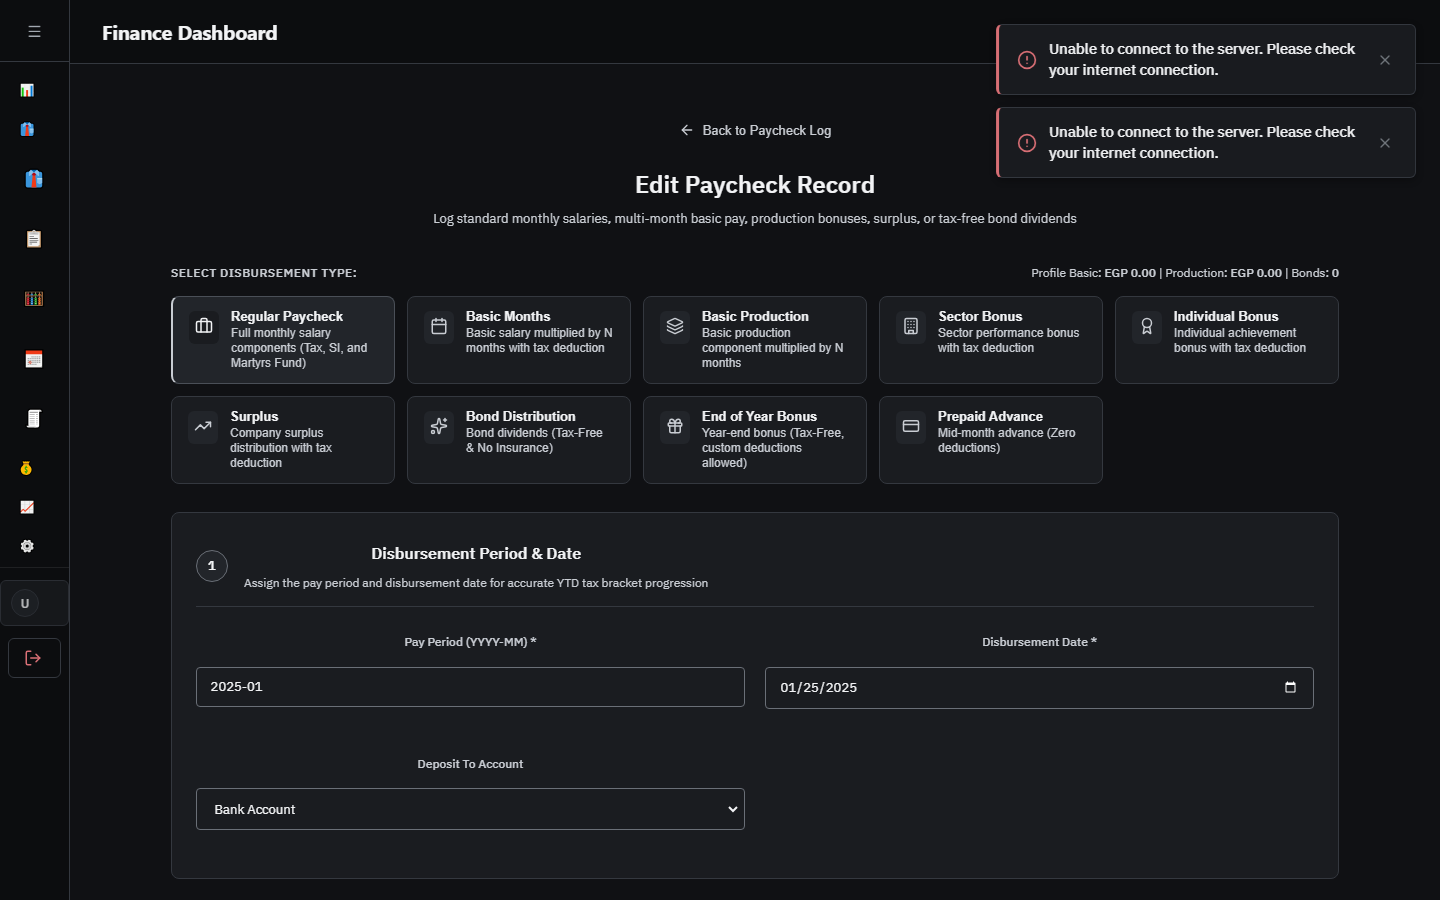 Finance Dashboard
Unable to connect to the server. Please check
your internet connection.
Unable to connect to the server. Please check
your internet connection.
Back to Paycheck Log
Edit Paycheck Record
Log standard monthly salaries, multi-month basic pay, production bonuses, surplus, or tax-free bond dividends
SELECT DISBURSEMENT TYPE:
Profile Basic: EGP 0.00 | Production: EGP 0.00 | Bonds: 0
Regular Paycheck
Full monthly salary
components (Tax, SI, and
Martyrs Fund)
Basic Months
Basic salary multiplied by N
months with tax deduction
Basic Production
Basic production
component multiplied by N
months
Sector Bonus
Sector performance bonus
with tax deduction
Individual Bonus
Individual achievement
bonus with tax deduction
Surplus
Company surplus
distribution with tax
deduction
Bond Distribution
Bond dividends (Tax-Free
& No Insurance)
End of Year Bonus
Year-end bonus (Tax-Free,
custom deductions
allowed)
Prepaid Advance
Mid-month advance (Zero
deductions)
1
Disbursement Period & Date
Assign the pay period and disbursement date for accurate YTD tax bracket progression
Pay Period (YYYY-MM) *
Disbursement Date *
2025-01
01/25/2025
Deposit To Account
Bank Account
U